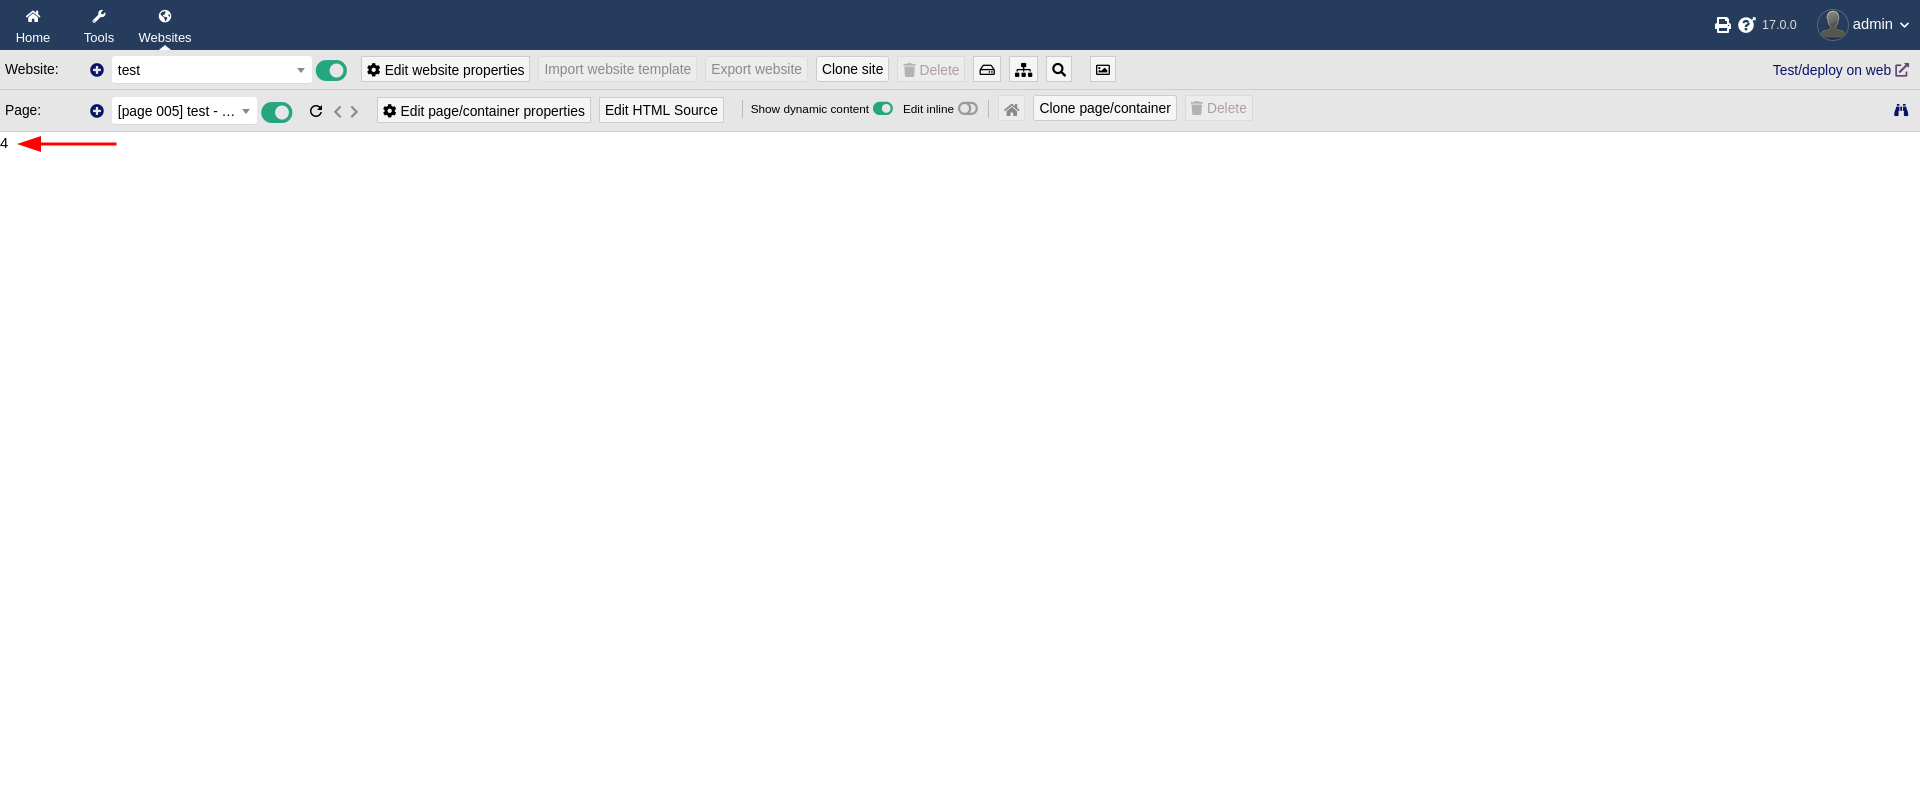 Home Tools Websites 17.0.0 admin
Website: test Edit website properties Import website template Export website Clone site Delete Test/deploy on web
Page: [page 005] test - ... Edit page/container properties Edit HTML Source Show dynamic content Edit inline Clone page/container Delete
4